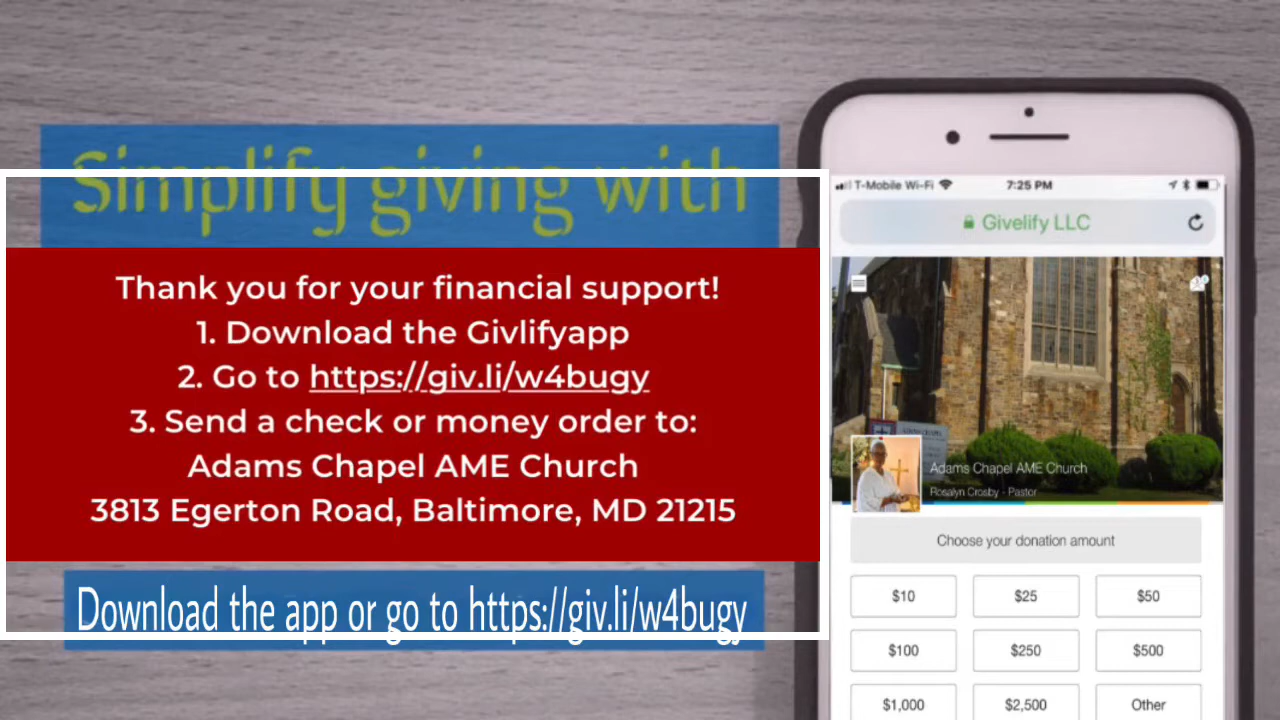 Simplify giving with
Thank you for your financial support!
1. Download the Givlifyapp
2. Go to https://giv.li/w4bugy
3. Send a check or money order to:
Adams Chapel AME Church
3813 Egerton Road, Baltimore, MD 21215
Download the app or go to https://giv.li/w4bugy
T-Mobile Wi-Fi
7:25 PM
Givelify LLC
Adams Chapel AME Church
Rosalyn Crosby - Pastor
Choose your donation amount
$10 $25 $50
$100 $250 $500
$1,000 $2,500 Other